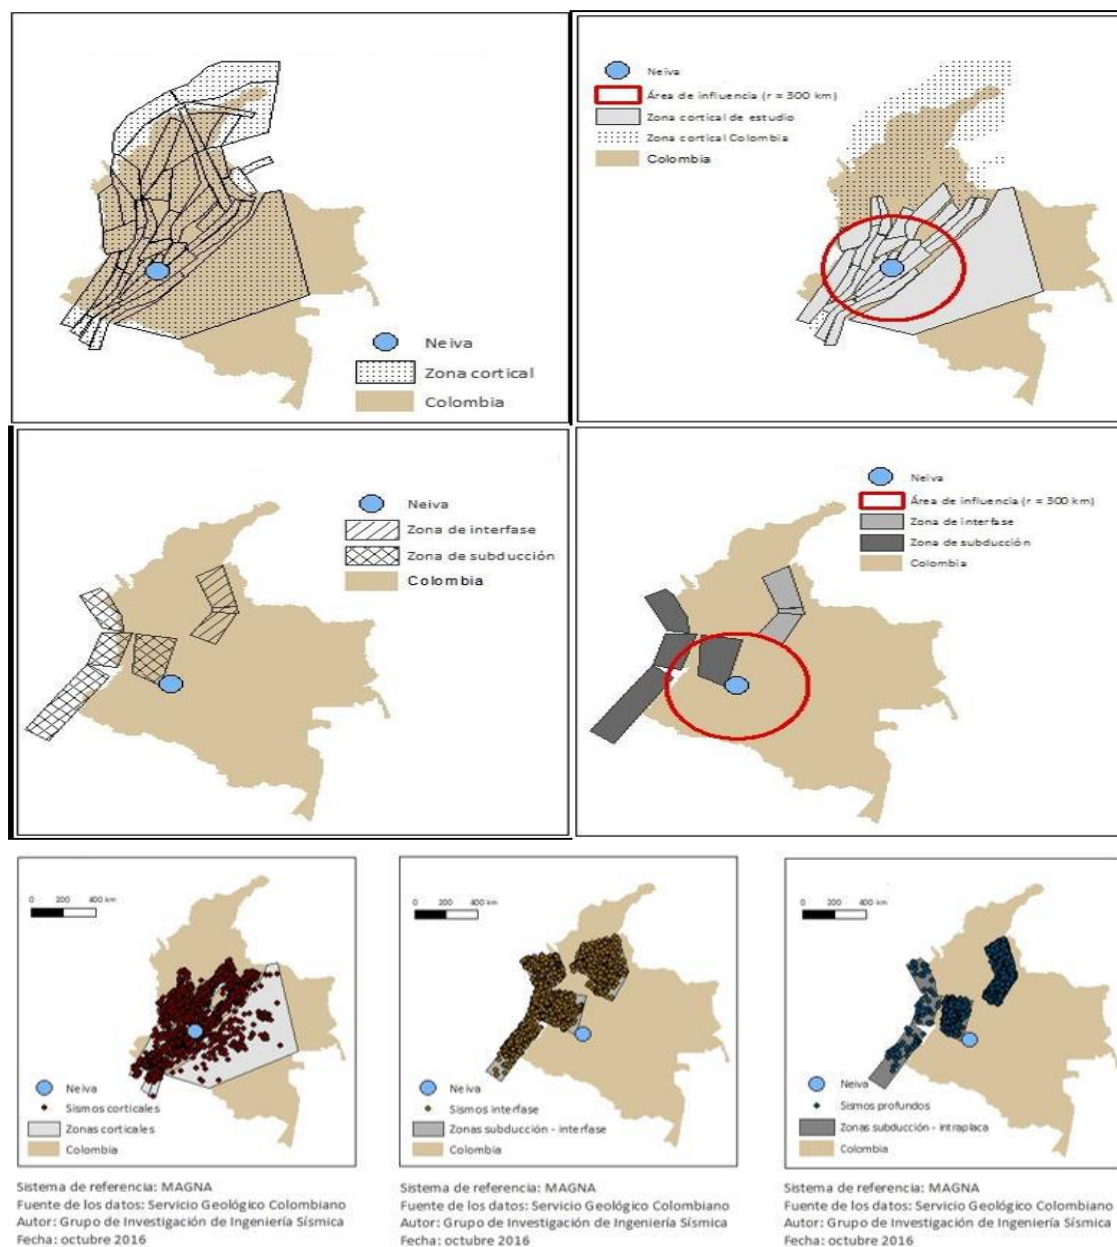 Neiva
Zona cortical
Colombia
Neiva
Área de influencia (r = 300 km)
Zona cortical de estudio
Zona cortical Colombia
Colombia
Neiva
Zona de interfase
Zona de subducción
Colombia
Neiva
Área de influencia (r = 300 km)
Zona de interfase
Zona de subducción
Colombia
0 200 400 km
Neiva
Sismos corticales
Zonas corticales
Colombia
Sistema de referencia: MAGNA
Fuente de los datos: Servicio Geológico Colombiano
Autor: Grupo de Investigación de Ingeniería Sísmica
Fecha: octubre 2016
0 200 400 km
Neiva
Sismos interfase
Zonas subducción - interfase
Colombia
Sistema de referencia: MAGNA
Fuente de los datos: Servicio Geológico Colombiano
Autor: Grupo de Investigación de Ingeniería Sísmica
Fecha: octubre 2016
0 200 400 km
Neiva
Sismos profundos
Zonas subducción - intraplaca
Colombia
Sistema de referencia: MAGNA
Fuente de los datos: Servicio Geológico Colombiano
Autor: Grupo de Investigación de Ingeniería Sísmica
Fecha: octubre 2016